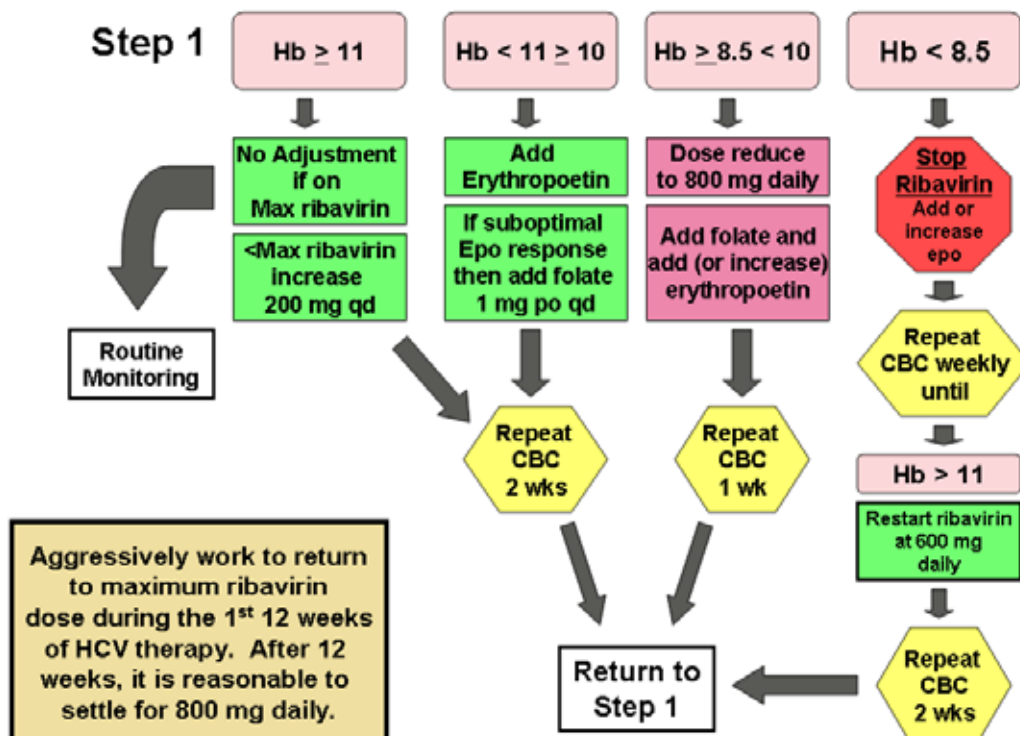 Step 1
Hb ≥ 11
Hb < 11 ≥ 10
Hb ≥ 8.5 < 10
Hb < 8.5
No Adjustment
if on
Max ribavirin
<Max ribavirin
increase
200 mg qd
Routine
Monitoring
Add
Erythropoetin
If suboptimal
Epo response
then add folate
1 mg po qd
Repeat
CBC
2 wks
Dose reduce
to 800 mg daily
Add folate and
add (or increase)
erythropoetin
Repeat
CBC
1 wk
Stop
Ribavirin
Add or
increase
epo
Repeat
CBC weekly
until
Hb > 11
Restart ribavirin
at 600 mg
daily
Repeat
CBC
2 wks
Return to
Step 1
Aggressively work to return
to maximum ribavirin
dose during the 1st 12 weeks
of HCV therapy. After 12
weeks, it is reasonable to
settle for 800 mg daily.